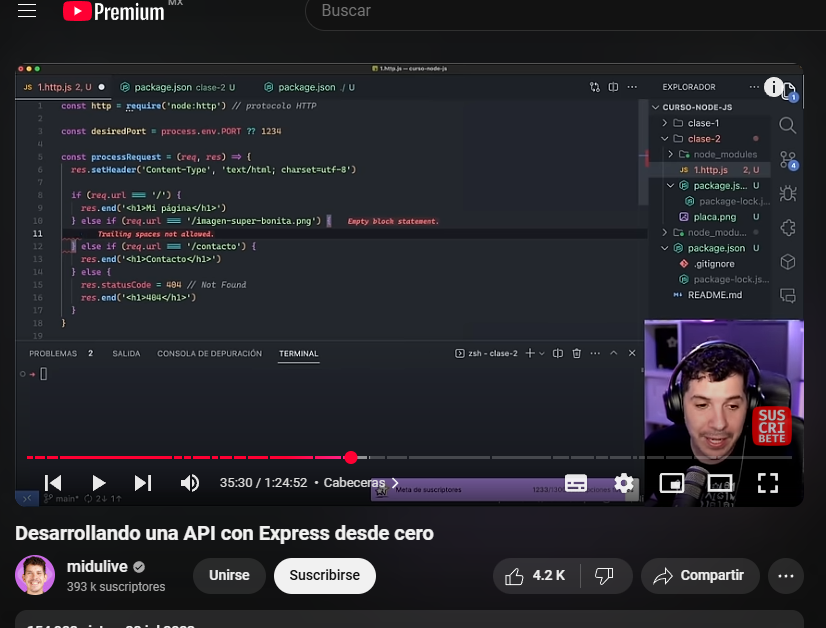 Premium MX
Buscar
1.http.js — curso-node-js
JS 1.http.js 2, U
package.json clase-2 U
package.json ./ U
EXPLORADOR
1
1 const http = require('node:http') // protocolo HTTP
2
3 const desiredPort = process.env.PORT ?? 1234
4
5 const processRequest = (req, res) => {
6 res.setHeader('Content-Type', 'text/html; charset=utf-8')
7
8 if (req.url === '/') {
9 res.end('<h1>Mi página</h1>')
10 } else if (req.url === '/imagen-super-bonita.png') { Empty block statement.
11 Trailing spaces not allowed.
12 } else if (req.url === '/contacto') {
13 res.end('<h1>Contacto</h1>')
14 } else {
15 res.statusCode = 404 // Not Found
16 res.end('<h1>404</h1>')
17 }
18 }
19
CURSO-NODE-JS
clase-1
clase-2
node_modules
JS 1.http.js 2, U
package.js... U
package-lock.j...
placa.png U
node_modu...
package.json U
.gitignore
package-lock.js...
README.md
4
PROBLEMAS 2 SALIDA CONSOLA DE DEPURACIÓN TERMINAL
zsh - clase-2
SUS
CRI
BETE
35:30 / 1:24:52 • Cabeceras
main* 2↓ 1↑
Meta de suscriptores
Desarrollando una API con Express desde cero
midulive
393 k suscriptores
Unirse
Suscribirse
4.2 K
Compartir